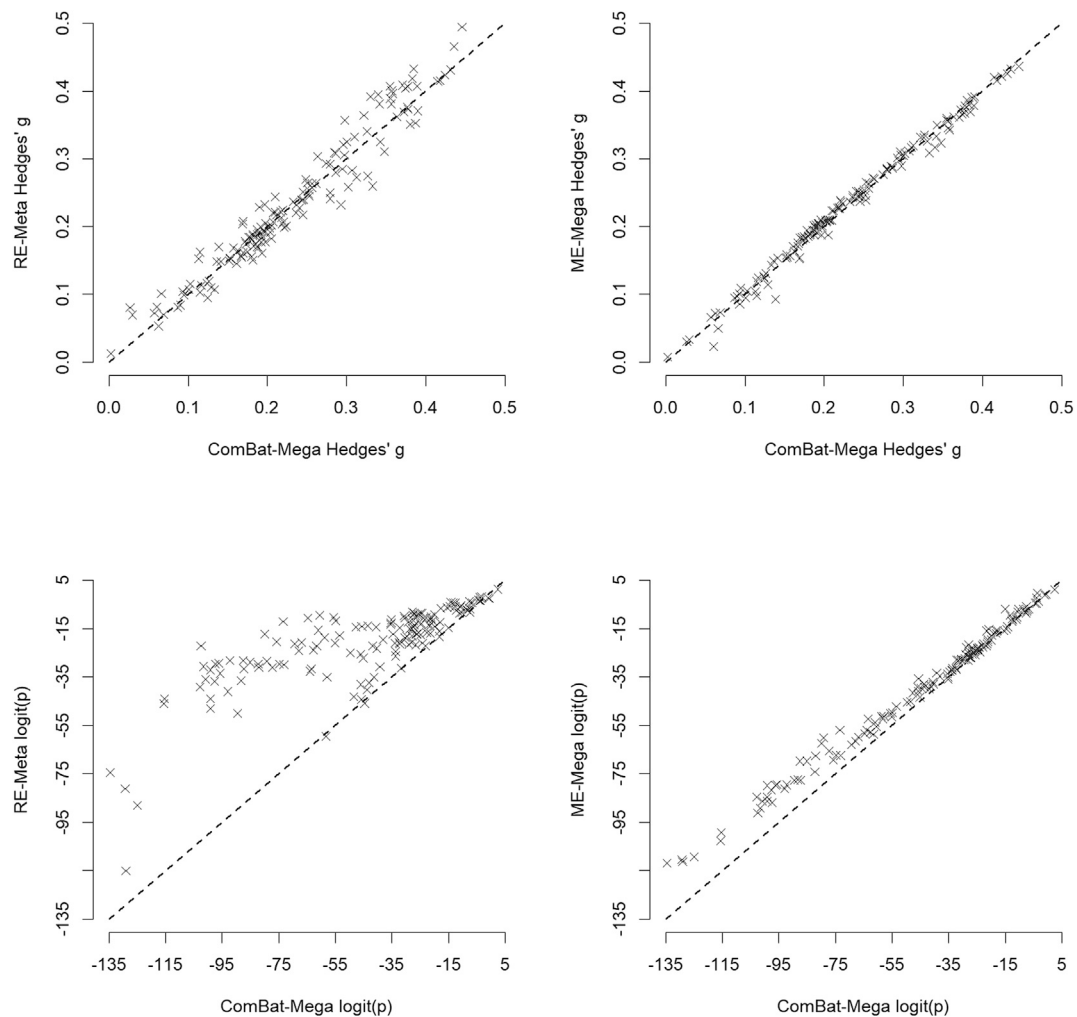 0.5
0.4
0.3
0.2
0.1
0.0
RE-Meta Hedges' g
0.0 0.1 0.2 0.3 0.4 0.5
ComBat-Mega Hedges' g
0.5
0.4
0.3
0.2
0.1
0.0
ME-Mega Hedges' g
0.0 0.1 0.2 0.3 0.4 0.5
ComBat-Mega Hedges' g
5
-15
-35
-55
-75
-95
-135
RE-Meta logit(p)
-135 -115 -95 -75 -55 -35 -15 5
ComBat-Mega logit(p)
5
-15
-35
-55
-75
-95
-135
ME-Mega logit(p)
-135 -115 -95 -75 -55 -35 -15 5
ComBat-Mega logit(p)